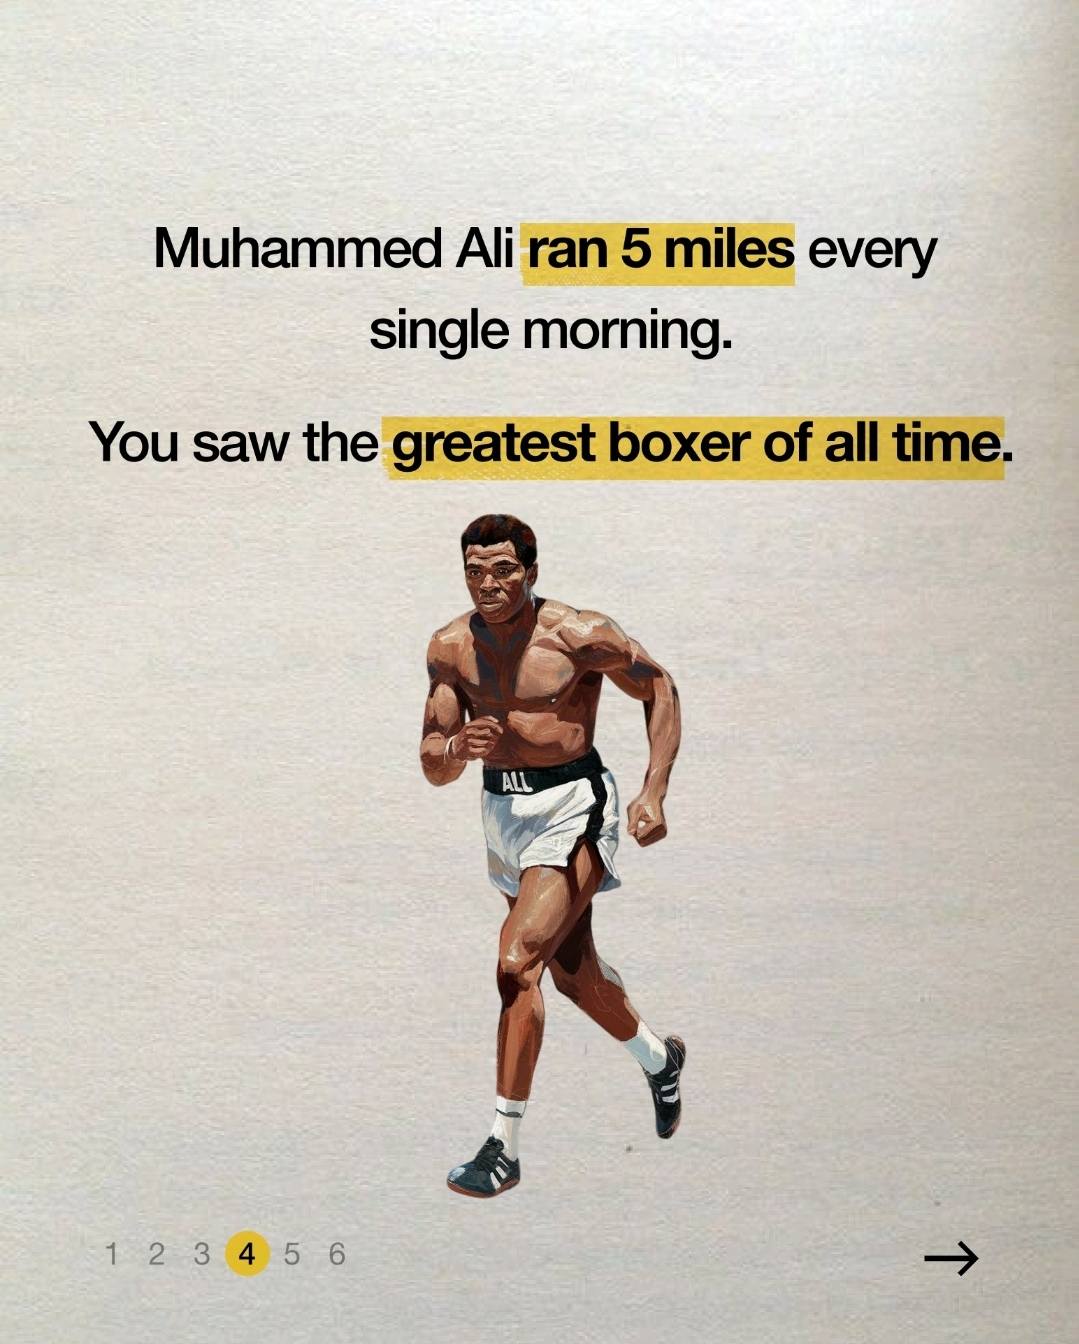 Muhammed Ali ran 5 miles every
single morning.
You saw the greatest boxer of all time.
ALL
1 2 3 4 5 6